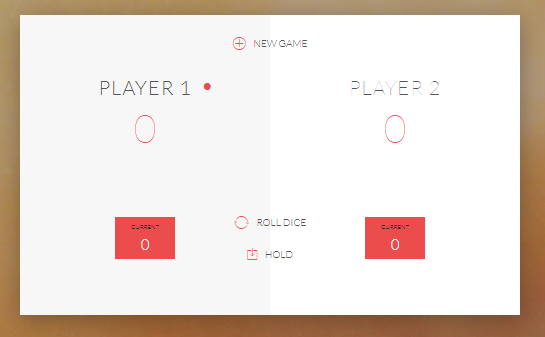 NEW GAME
PLAYER 1
PLAYER 2
0
0
CURRENT
0
CURRENT
0
ROLL DICE
HOLD